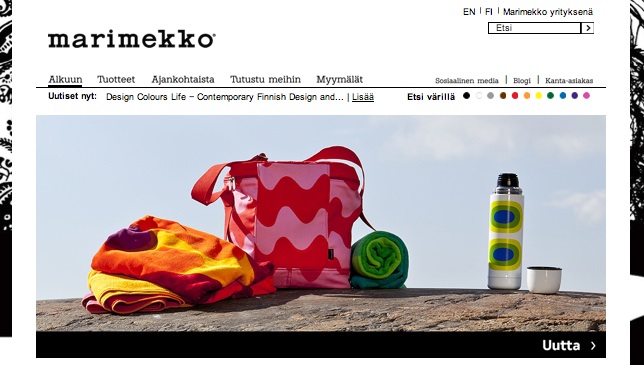 EN | FI | Marimekko yrityksenä
marimekko®
Etsi
Alkuun Tuotteet Ajankohtaista Tutustu meihin Myymälät
Sosiaalinen media | Blogi | Kanta-asiakas
Uutiset nyt: Design Colours Life – Contemporary Finnish Design and... | Lisää
Etsi värillä
Uutta >